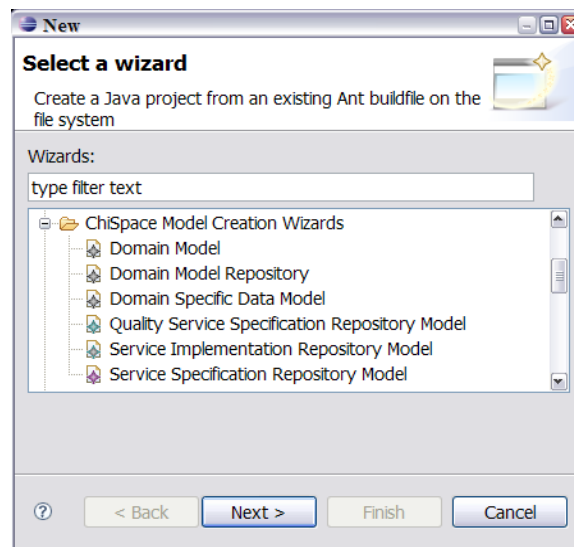 New
Select a wizard
Create a Java project from an existing Ant buildfile on the
file system
Wizards:
type filter text
ChiSpace Model Creation Wizards
Domain Model
Domain Model Repository
Domain Specific Data Model
Quality Service Specification Repository Model
Service Implementation Repository Model
Service Specification Repository Model
? < Back Next > Finish Cancel